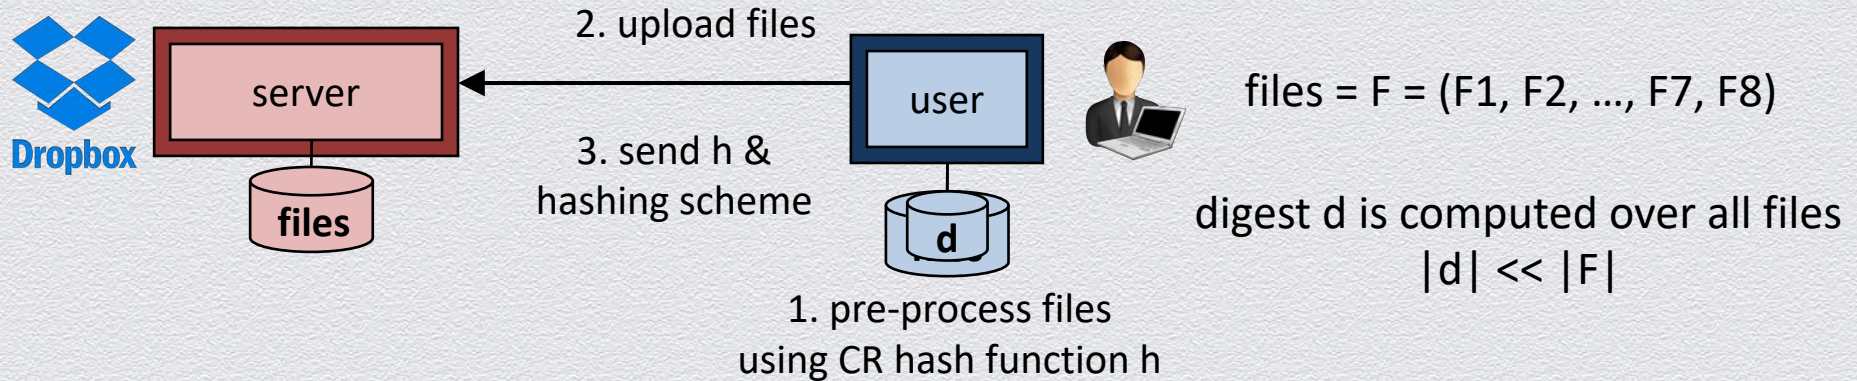 2. upload files
server
user
files = F = (F1, F2, …, F7, F8)
Dropbox
3. send h &
hashing scheme
files
d
digest d is computed over all files
|d| << |F|
1. pre-process files
using CR hash function h